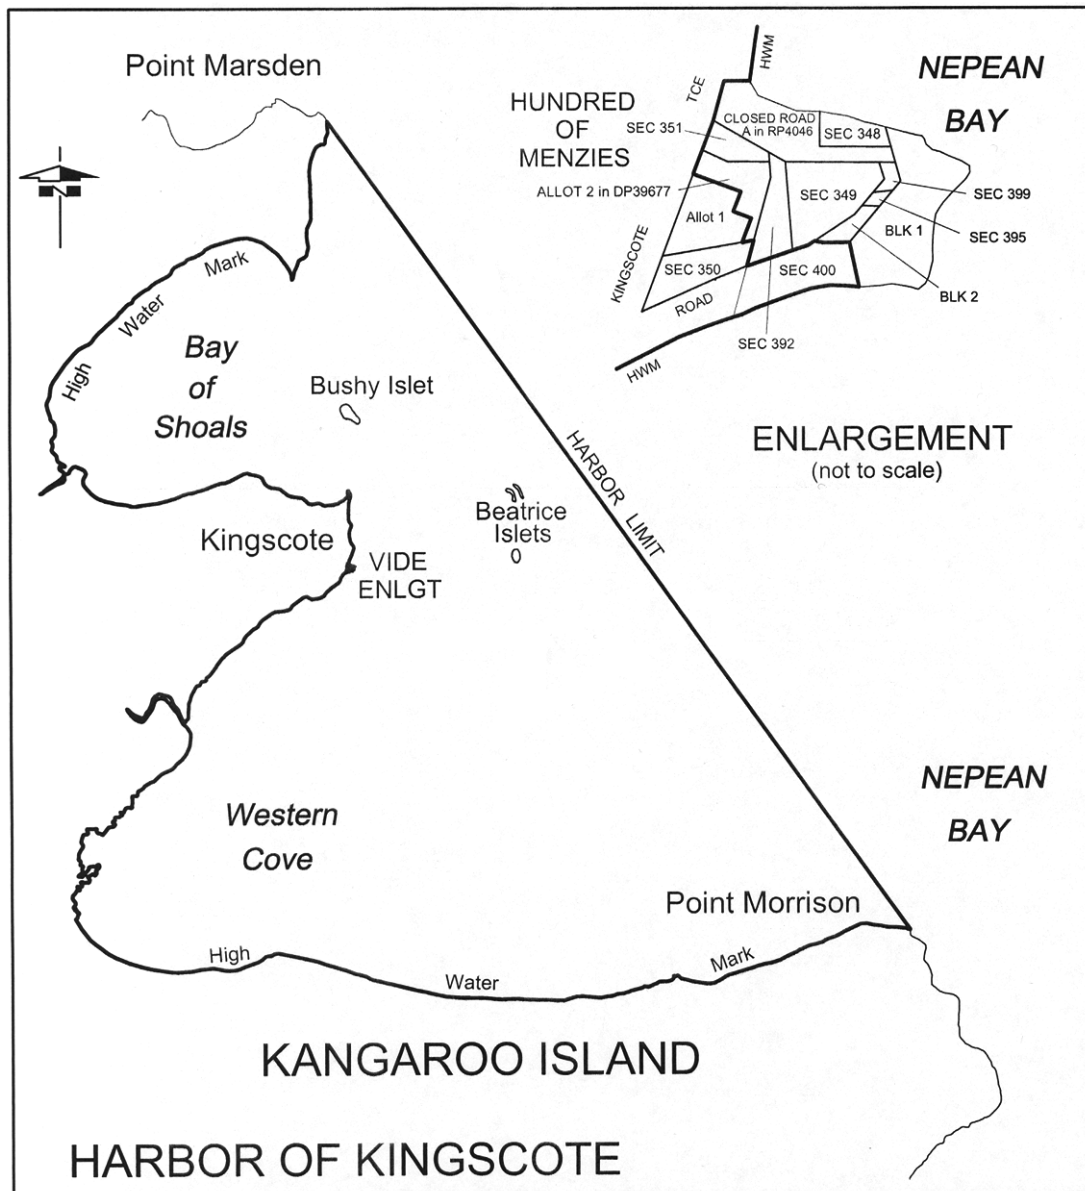 Point Marsden
HUNDRED
OF
MENZIES
HWM
TCE
NEPEAN
BAY
SEC 351
CLOSED ROAD
A in RP4046
SEC 348
ALLOT 2 in DP39677
SEC 349
SEC 399
Allot 1
SEC 395
BLK 1
KINGSCOTE
SEC 350
SEC 400
ROAD
BLK 2
SEC 392
HWM
ENLARGEMENT
(not to scale)
N
High Water Mark
Bay
of
Shoals
Bushy Islet
HARBOR LIMIT
Beatrice
Islets
Kingscote
VIDE
ENLGT
NEPEAN
BAY
Western
Cove
Point Morrison
High Water Mark
KANGAROO ISLAND
HARBOR OF KINGSCOTE